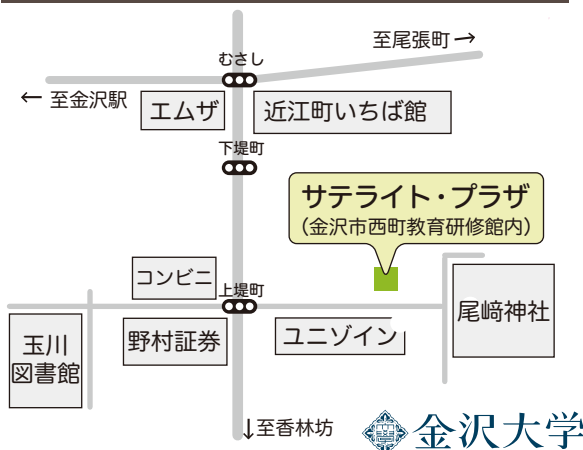 至尾張町→
むさし
← 至金沢駅
エムザ
近江町いちば館
下堤町
サテライト・プラザ
（金沢市西町教育研修館内）
コンビニ
上堤町
尾﨑神社
玉川
図書館
野村証券
ユニゾイン
↓至香林坊
金沢大学